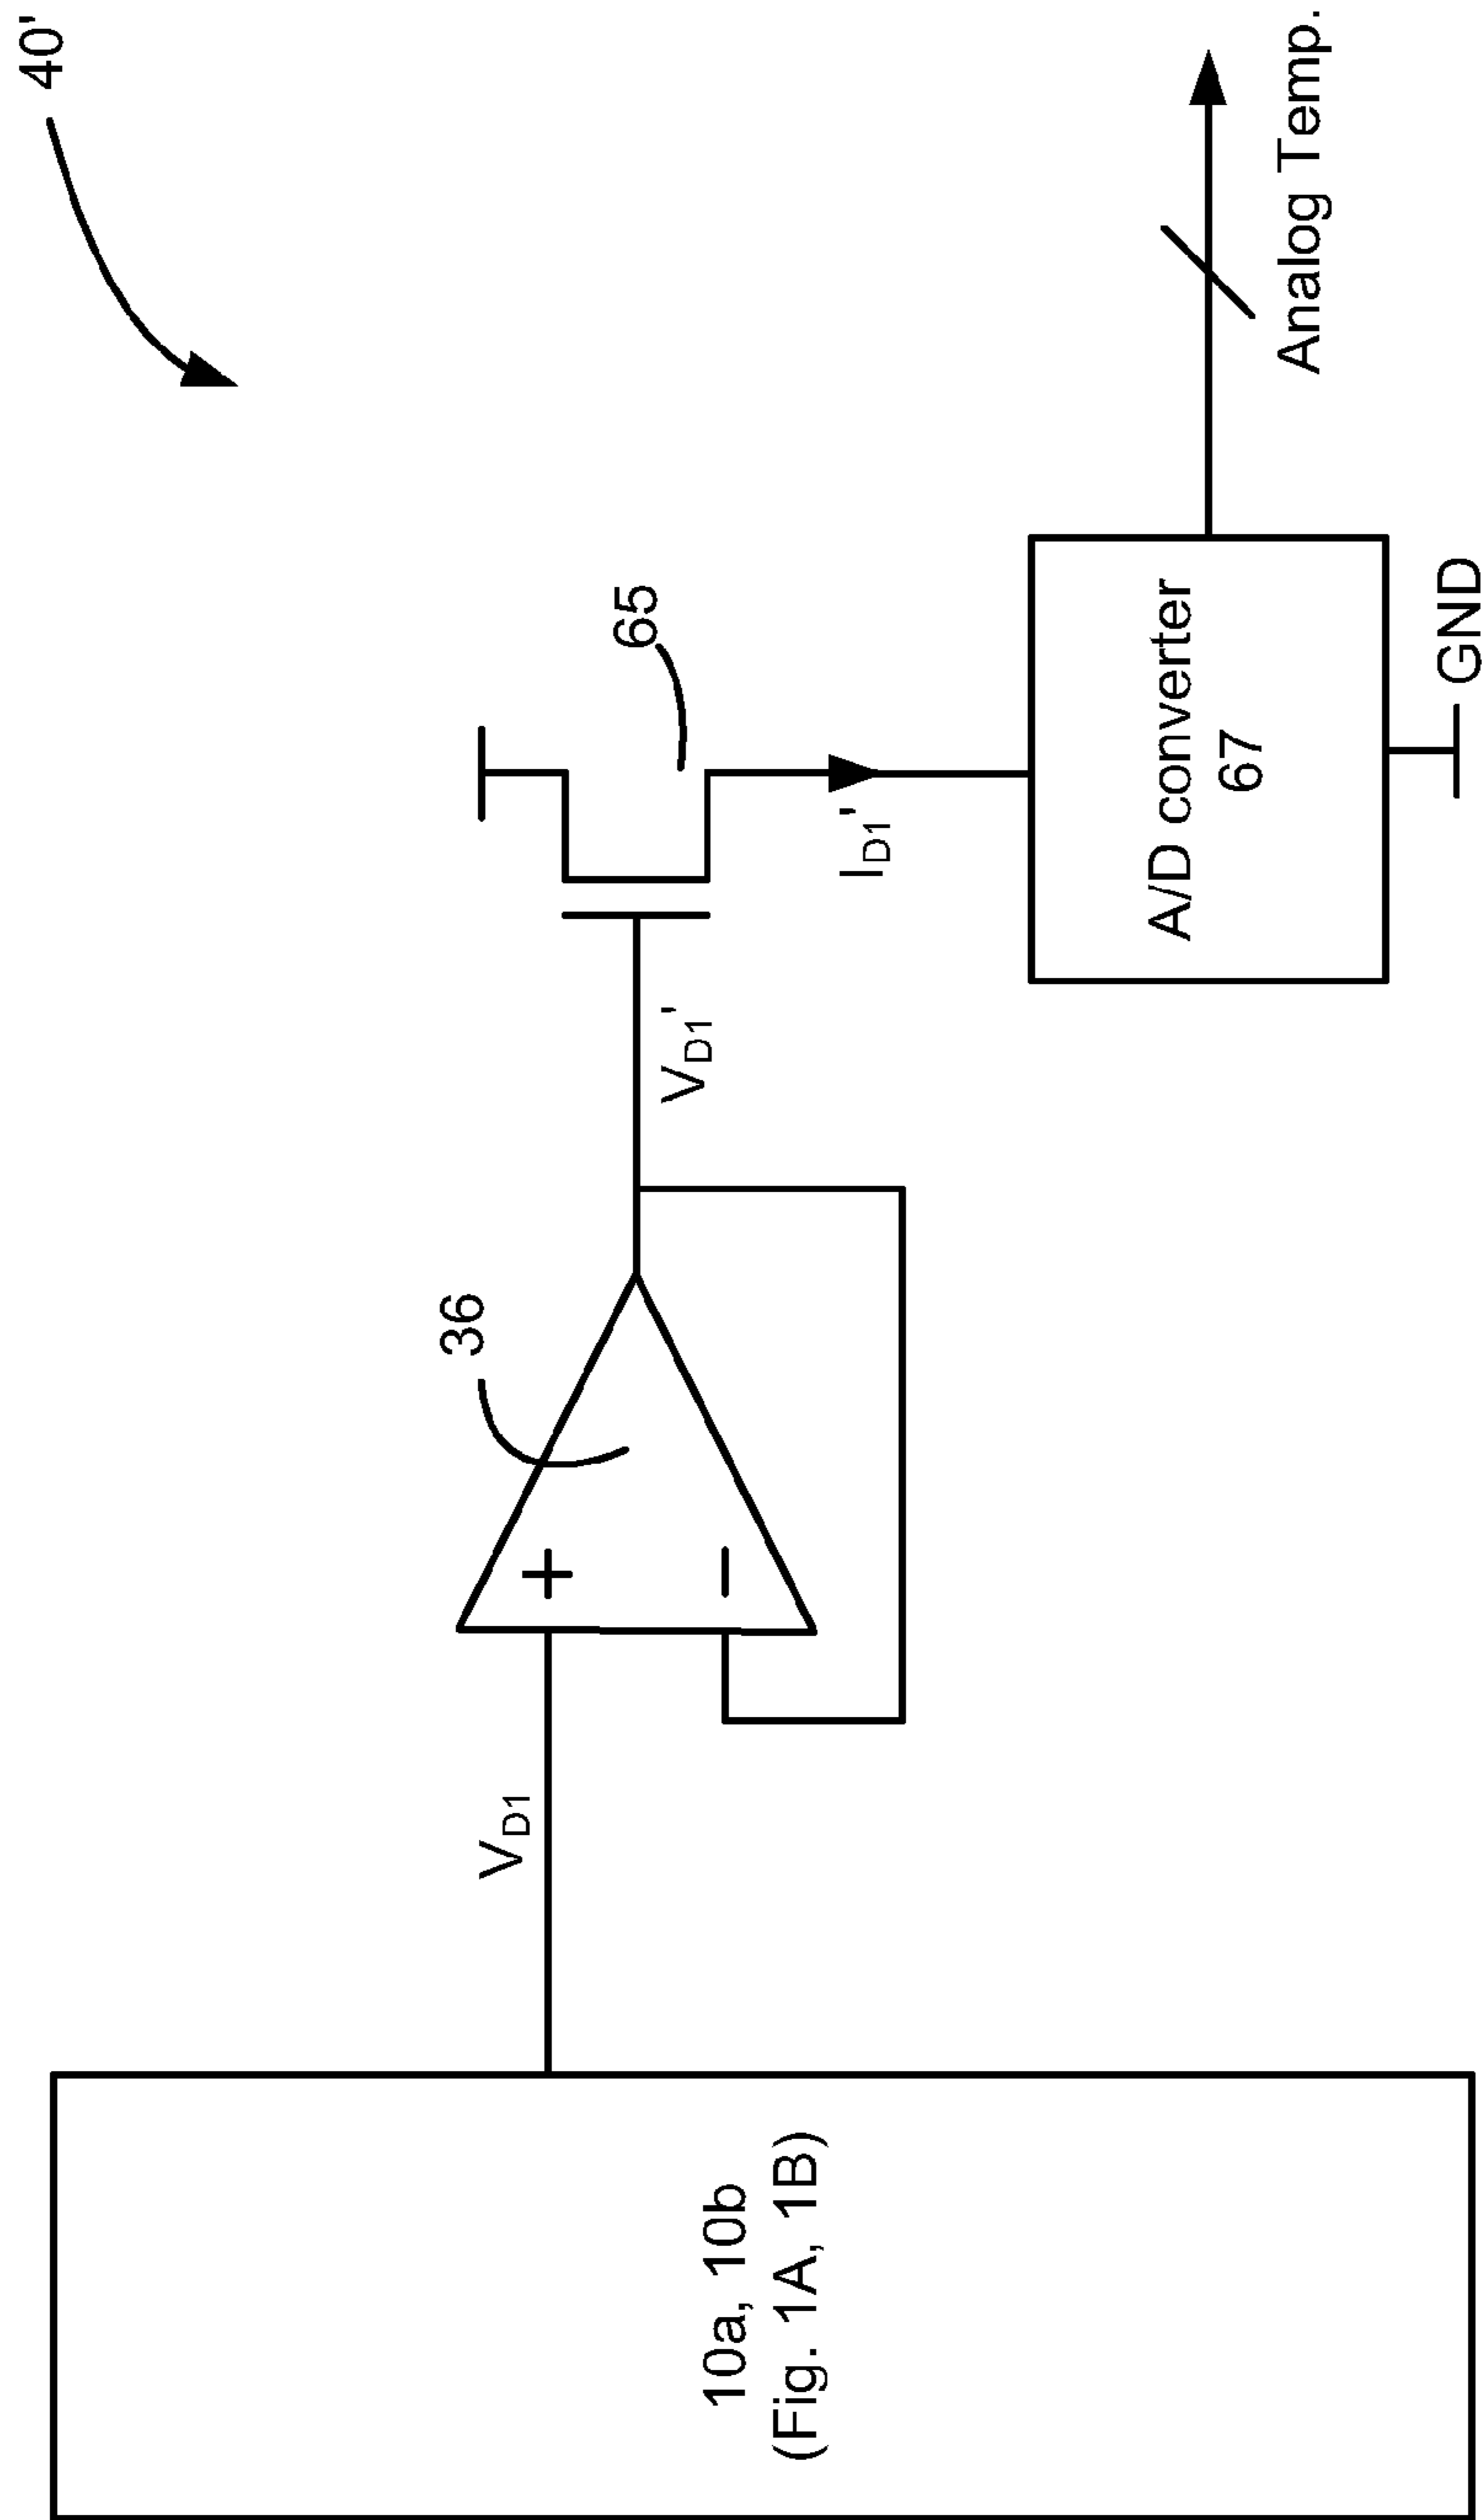 40'
10a, 10b
(Fig. 1A, 1B)
VD1
+
−
36
VD1'
65
ID1'
A/D converter
67
GND
Analog Temp.